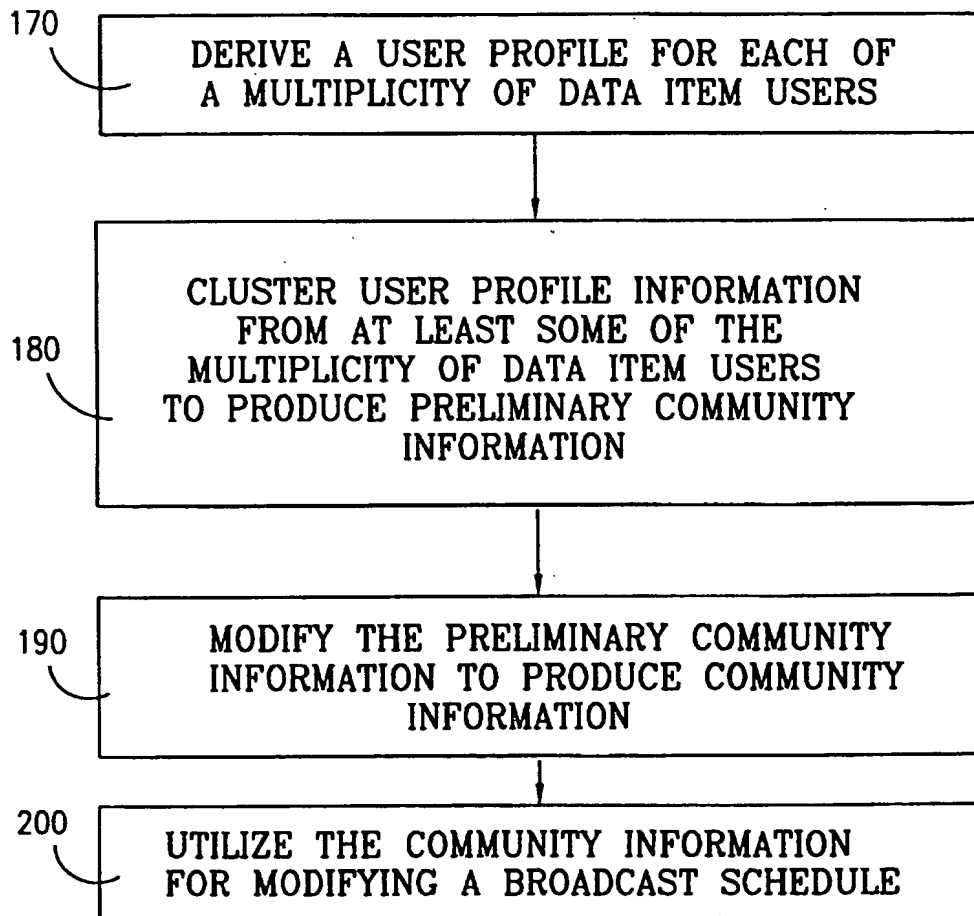 170
DERIVE A USER PROFILE FOR EACH OF
A MULTIPLICITY OF DATA ITEM USERS
180
CLUSTER USER PROFILE INFORMATION
FROM AT LEAST SOME OF THE
MULTIPLICITY OF DATA ITEM USERS
TO PRODUCE PRELIMINARY COMMUNITY
INFORMATION
190
MODIFY THE PRELIMINARY COMMUNITY
INFORMATION TO PRODUCE COMMUNITY
INFORMATION
200
UTILIZE THE COMMUNITY INFORMATION
FOR MODIFYING A BROADCAST SCHEDULE